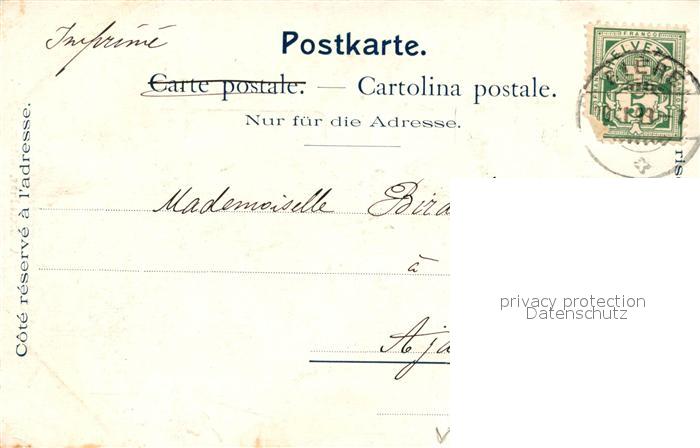 Imprimé
Postkarte.
Carte postale. — Cartolina postale.
Nur für die Adresse.
Côté réservé à l'adresse.
FRANCO
HELVETIA
5
Mademoiselle
à
privacy protection
Datenschutz